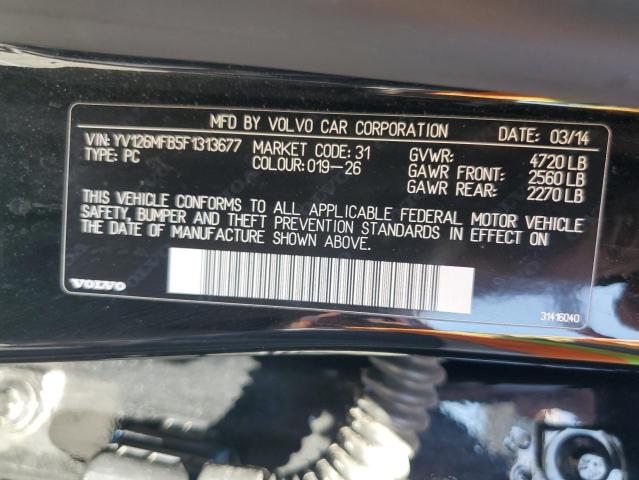 MFD BY VOLVO CAR CORPORATION DATE: 03/14
VIN: YV126MFB5F1313677 MARKET CODE: 31 GVWR: 4720 LB
TYPE: PC COLOUR: 019-26 GAWR FRONT: 2560 LB
GAWR REAR: 2270 LB
THIS VEHICLE CONFORMS TO ALL APPLICABLE FEDERAL MOTOR VEHICLE
SAFETY, BUMPER AND THEFT PREVENTION STANDARDS IN EFFECT ON
THE DATE OF MANUFACTURE SHOWN ABOVE.
VOLVO
31416040